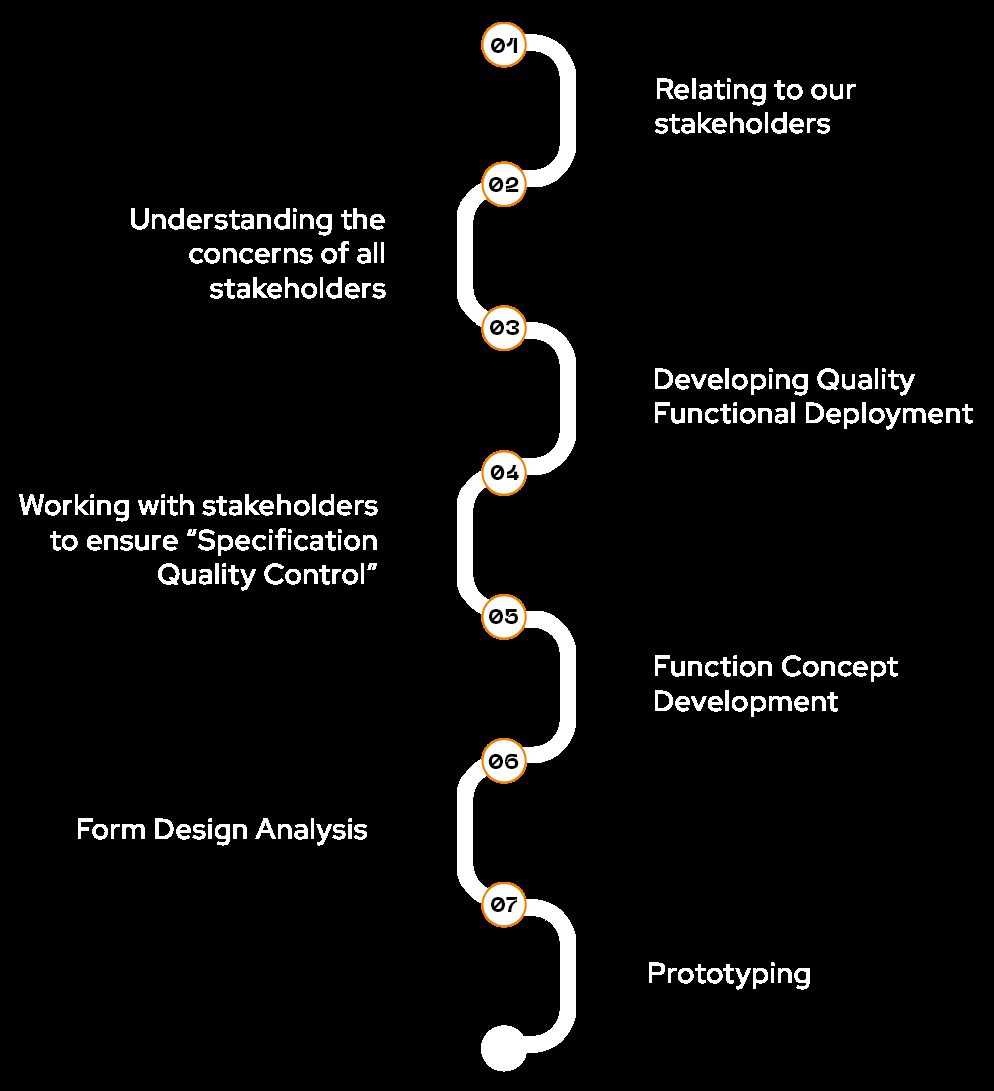 01
Relating to our
stakeholders
02
Understanding the
concerns of all
stakeholders
03
Developing Quality
Functional Deployment
04
Working with stakeholders
to ensure “Specification
Quality Control”
05
Function Concept
Development
06
Form Design Analysis
07
Prototyping